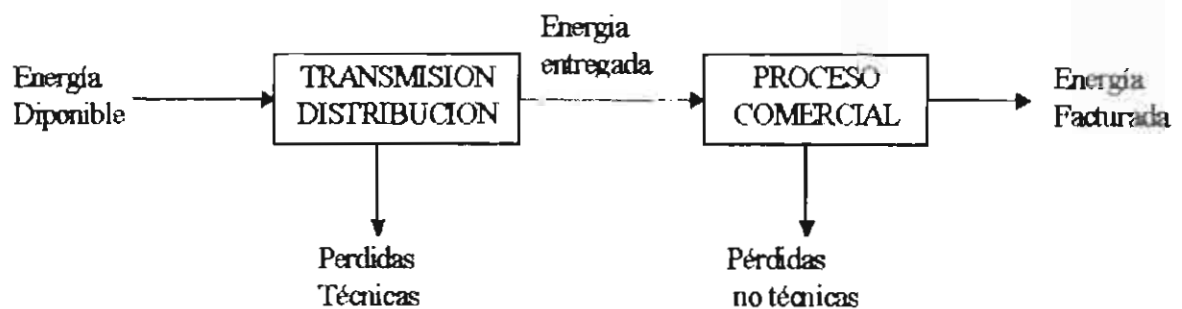 Energía
Diponible
TRANSMISION
DISTRIBUCION
Energia
entregada
PROCESO
COMERCIAL
Energía
Facturada
Perdidas
Técnicas
Pérdidas
no técnicas